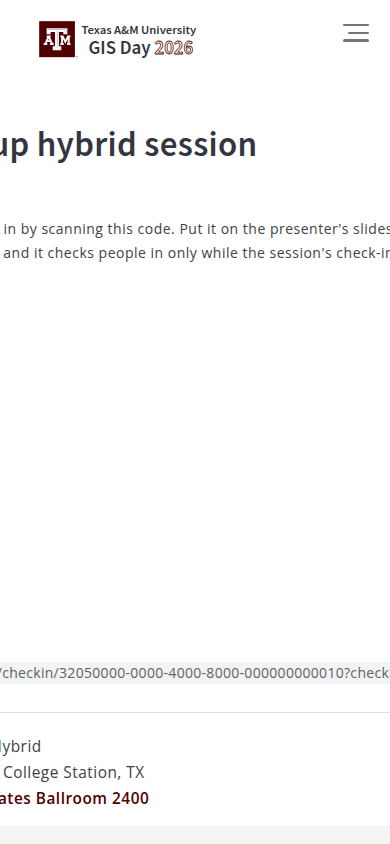 Texas A&M University
GIS Day 2026
up hybrid session
in by scanning this code. Put it on the presenter's slides
and it checks people in only while the session's check-in
/checkin/32050000-0000-4000-8000-000000000010?check
Hybrid
College Station, TX
ates Ballroom 2400